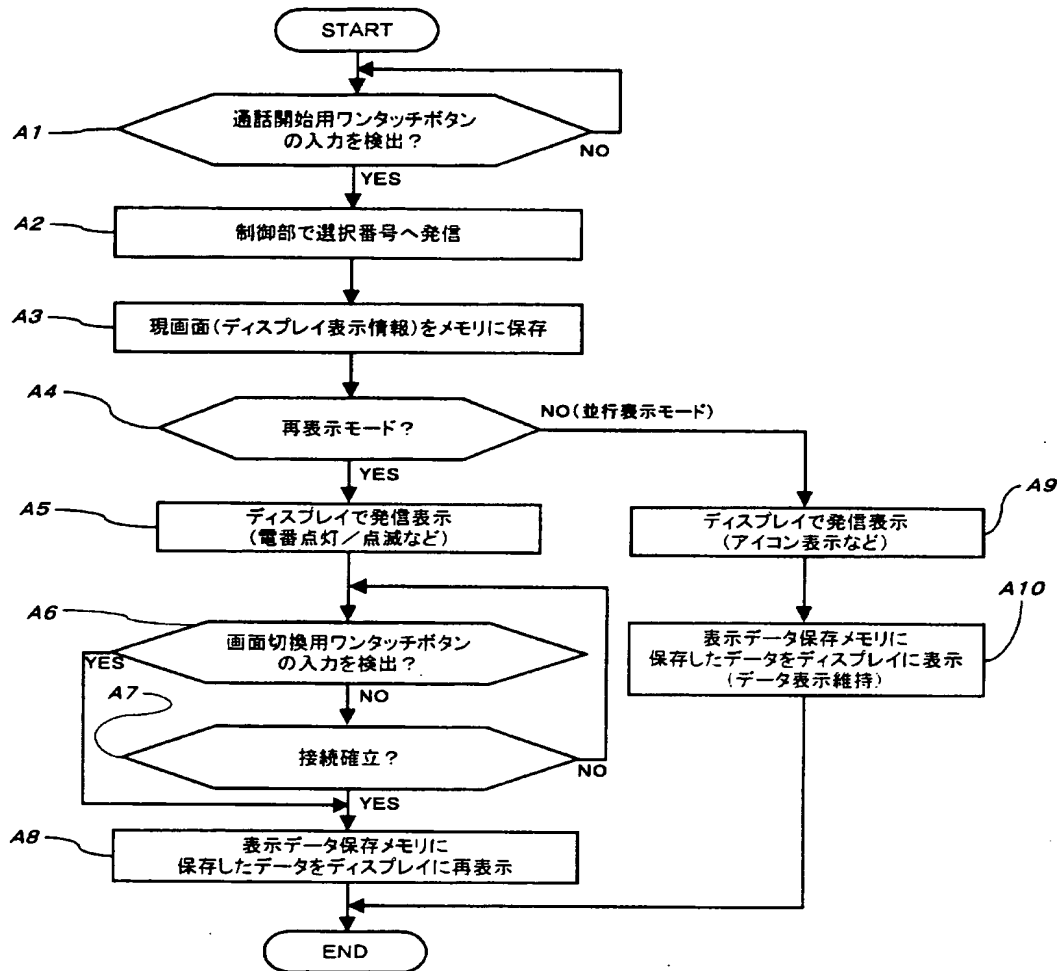 START
A1
通話開始用ワンタッチボタン
の入力を検出？
NO
YES
A2
制御部で選択番号へ発信
A3
現画面(ディスプレイ表示情報)をメモリに保存
A4
再表示モード？
NO(並行表示モード)
YES
A5
ディスプレイで発信表示
(電番点灯／点滅など)
A9
ディスプレイで発信表示
(アイコン表示など)
A6
画面切換用ワンタッチボタン
の入力を検出？
YES
NO
A10
表示データ保存メモリに
保存したデータをディスプレイに表示
(データ表示維持)
A7
接続確立？
NO
YES
A8
表示データ保存メモリに
保存したデータをディスプレイに再表示
END